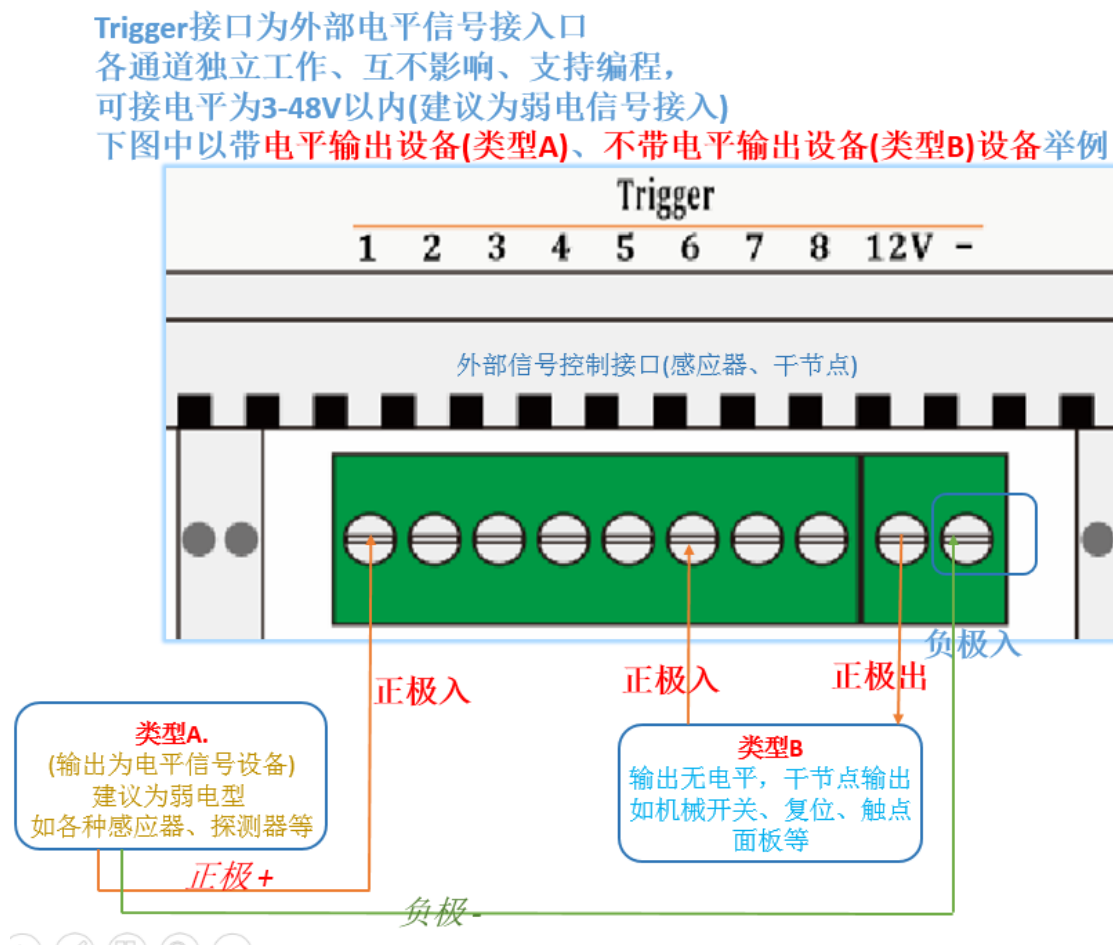 Trigger接口为外部电平信号接入口
各通道独立工作、互不影响、支持编程，
可接电平为3-48V以内(建议为弱电信号接入)
下图中以带电平输出设备(类型A)、不带电平输出设备(类型B)设备举例
Trigger
1 2 3 4 5 6 7 8 12V -
外部信号控制接口(感应器、干节点)
负极入
正极入
正极入
正极出
类型A.
(输出为电平信号设备)
建议为弱电型
如各种感应器、探测器等
类型B
输出无电平，干节点输出
如机械开关、复位、触点
面板等
正极+
负极-